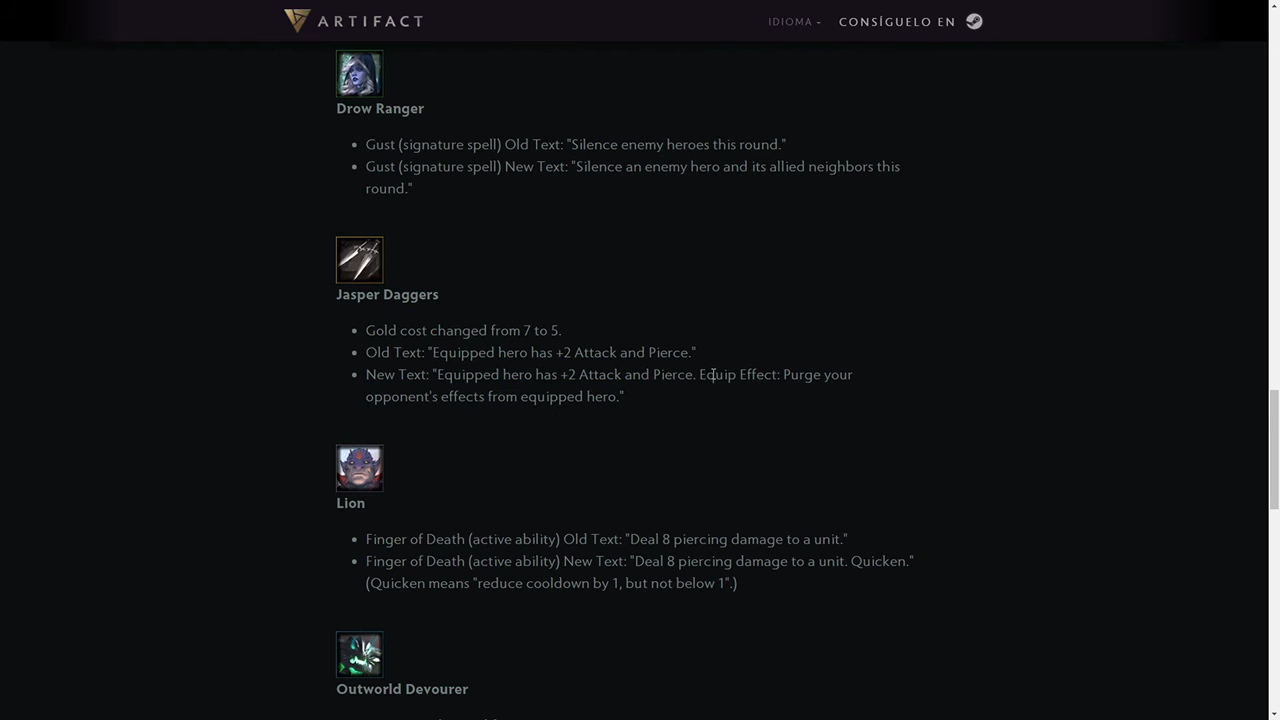 ARTIFACT
IDIOMA
CONSÍGUELO EN
Drow Ranger
Gust (signature spell) Old Text: "Silence enemy heroes this round."
Gust (signature spell) New Text: "Silence an enemy hero and its allied neighbors this
round."
Jasper Daggers
Gold cost changed from 7 to 5.
Old Text: "Equipped hero has +2 Attack and Pierce."
New Text: "Equipped hero has +2 Attack and Pierce. Equip Effect: Purge your
opponent's effects from equipped hero."
Lion
Finger of Death (active ability) Old Text: "Deal 8 piercing damage to a unit."
Finger of Death (active ability) New Text: "Deal 8 piercing damage to a unit. Quicken."
(Quicken means "reduce cooldown by 1, but not below 1".)
Outworld Devourer